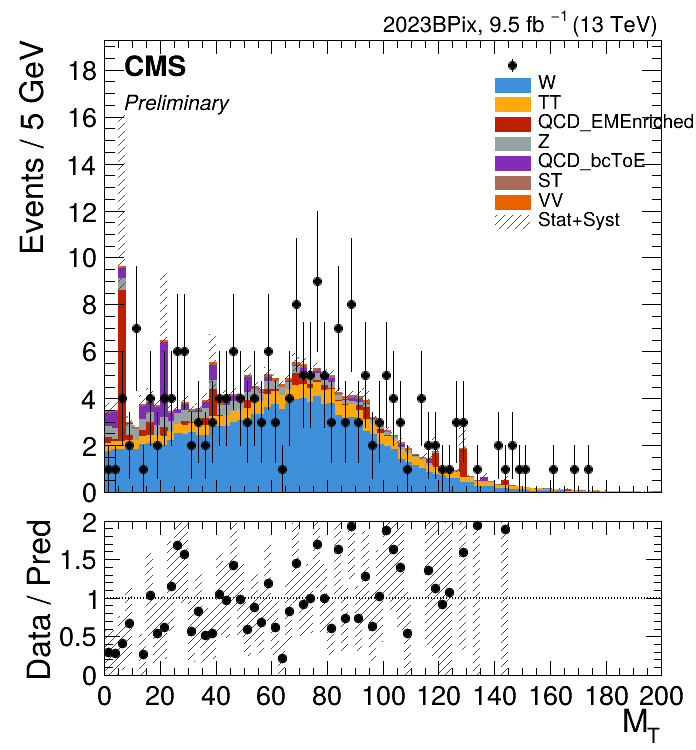 2023BPix, 9.5 fb⁻¹ (13 TeV)
CMS
Preliminary
Events / 5 GeV
W
TT
QCD_EMEnriched
Z
QCD_bcToE
ST
VV
Stat+Syst
18
16
14
12
10
8
6
4
2
0
Data / Pred
2
1.5
1
0.5
0
0 20 40 60 80 100 120 140 160 180 200
M_T